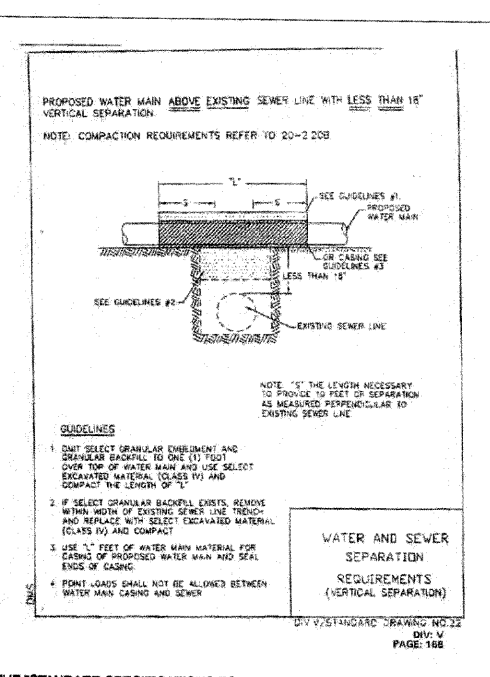 PROPOSED WATER MAIN ABOVE EXISTING SEWER LINE WITH LESS THAN 18"
VERTICAL SEPARATION.
NOTE: COMPACTION REQUIREMENTS REFER TO 20-2.20B
"L"
S
S
SEE GUIDELINES #1.
PROPOSED
WATER MAIN
OR CASING SEE
GUIDELINES #3
LESS THAN 18"
SEE GUIDELINES #2
EXISTING SEWER LINE
NOTE: "S" THE LENGTH NECESSARY
TO PROVIDE 10 FEET OF SEPARATION
AS MEASURED PERPENDICULAR TO
EXISTING SEWER LINE
GUIDELINES
1. OMIT SELECT GRANULAR EMBEDMENT AND
GRANULAR BACKFILL TO ONE (1) FOOT
OVER TOP OF WATER MAIN AND USE SELECT
EXCAVATED MATERIAL (CLASS IV) AND
COMPACT THE LENGTH OF "L"
2. IF SELECT GRANULAR BACKFILL EXISTS, REMOVE
WITHIN WIDTH OF EXISTING SEWER LINE TRENCH
AND REPLACE WITH SELECT EXCAVATED MATERIAL
(CLASS IV) AND COMPACT
3. USE "L" FEET OF WATER MAIN MATERIAL FOR
CASING OF PROPOSED WATER MAIN AND SEAL
ENDS OF CASING.
4. POINT LOADS SHALL NOT BE ALLOWED BETWEEN
WATER MAIN CASING AND SEWER
WATER AND SEWER
SEPARATION
REQUIREMENTS
(VERTICAL SEPARATION)
DIV V/STANDARD DRAWING NO.22
DIV: V
PAGE: 168